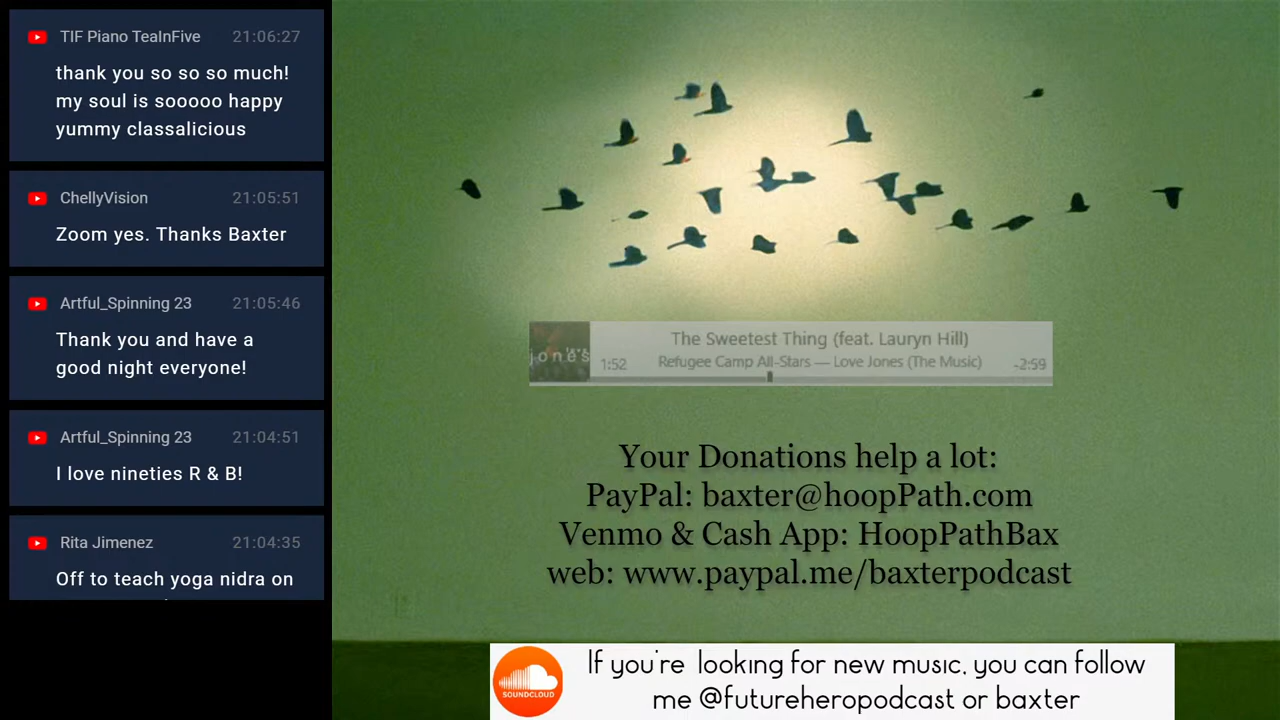 TIF Piano TeaInFive 21:06:27
thank you so so so much!
my soul is sooooo happy
yummy classalicious
ChellyVision 21:05:51
Zoom yes. Thanks Baxter
Artful_Spinning 23 21:05:46
Thank you and have a
good night everyone!
Artful_Spinning 23 21:04:51
I love nineties R & B!
Rita Jimenez 21:04:35
Off to teach yoga nidra on
jones
The Sweetest Thing (feat. Lauryn Hill)
1:52 Refugee Camp All-Stars — Love Jones (The Music) -2:59
Your Donations help a lot:
PayPal: baxter@hoopPath.com
Venmo & Cash App: HoopPathBax
web: www.paypal.me/baxterpodcast
SOUNDCLOUD
If you're looking for new music, you can follow
me @futureheropodcast or baxter